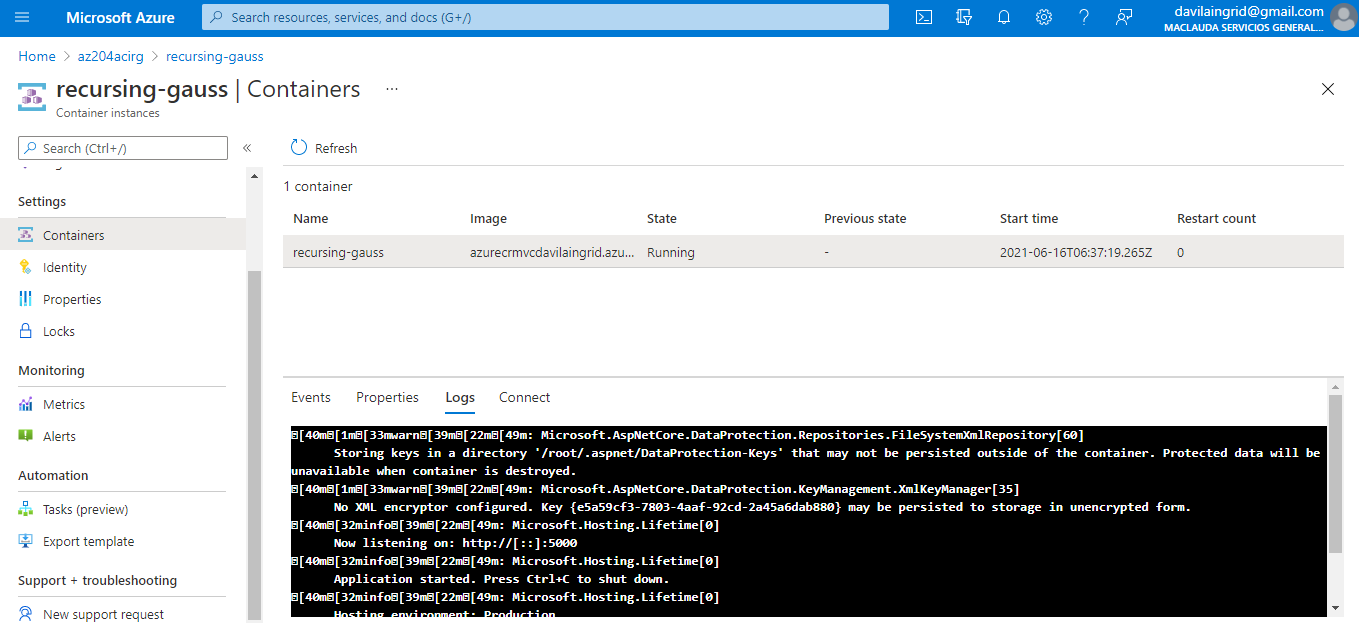 Microsoft Azure
Search resources, services, and docs (G+/)
davilaingrid@gmail.com
MACLAUDA SERVICIOS GENERAL...
Home > az204acirg > recursing-gauss
recursing-gauss | Containers ...
Container instances
Search (Ctrl+/)
«
Refresh
Settings
Containers
Identity
Properties
Locks
Monitoring
Metrics
Alerts
Automation
Tasks (preview)
Export template
Support + troubleshooting
New support request
1 container
Name Image State Previous state Start time Restart count
recursing-gauss azurecrmvcdavilaingrid.azu... Running - 2021-06-16T06:37:19.265Z 0
Events Properties Logs Connect
[40m[1m[33mwarn[39m[22m[49m: Microsoft.AspNetCore.DataProtection.Repositories.FileSystemXmlRepository[60]
Storing keys in a directory '/root/.aspnet/DataProtection-Keys' that may not be persisted outside of the container. Protected data will be
unavailable when container is destroyed.
[40m[1m[33mwarn[39m[22m[49m: Microsoft.AspNetCore.DataProtection.KeyManagement.XmlKeyManager[35]
No XML encryptor configured. Key {e5a59cf3-7803-4aaf-92cd-2a45a6dab880} may be persisted to storage in unencrypted form.
[40m[32minfo[39m[22m[49m: Microsoft.Hosting.Lifetime[0]
Now listening on: http://[::]:5000
[40m[32minfo[39m[22m[49m: Microsoft.Hosting.Lifetime[0]
Application started. Press Ctrl+C to shut down.
[40m[32minfo[39m[22m[49m: Microsoft.Hosting.Lifetime[0]
Hosting environment: Production